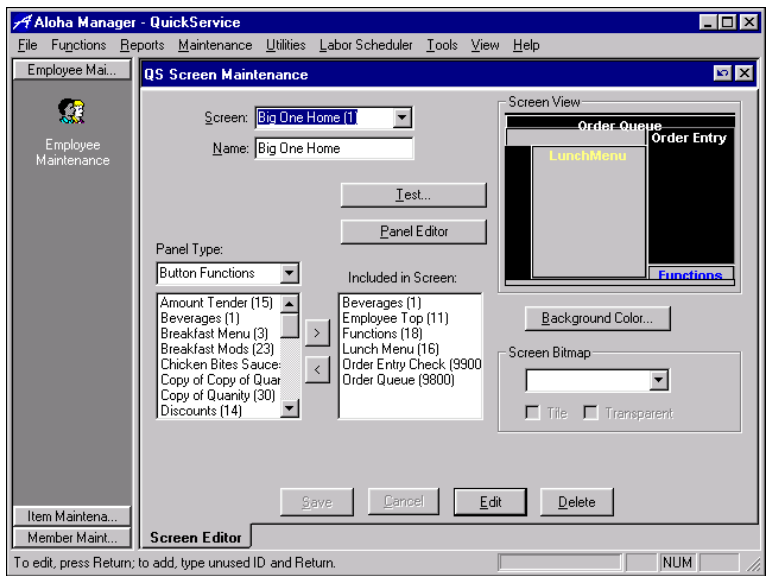 Aloha Manager - QuickService
File Functions Reports Maintenance Utilities Labor Scheduler Tools View Help
Employee Mai...
QS Screen Maintenance
Employee
Maintenance
Screen: Big One Home (1)
Name: Big One Home
Test...
Panel Editor
Screen View
Order Queue
Order Entry
LunchMenu
Functions
Panel Type:
Button Functions
Amount Tender (15)
Beverages (1)
Breakfast Menu (3)
Breakfast Mods (23)
Chicken Bites Sauce:
Copy of Copy of Quar
Copy of Quanity (30)
Discounts (14)
>
<
Included in Screen:
Beverages (1)
Employee Top (11)
Functions (18)
Lunch Menu (16)
Order Entry Check (9900
Order Queue (9800)
Background Color...
Screen Bitmap
Tile Transparent
Save Cancel Edit Delete
Item Maintena...
Member Maint...
Screen Editor
To edit, press Return; to add, type unused ID and Return.
NUM